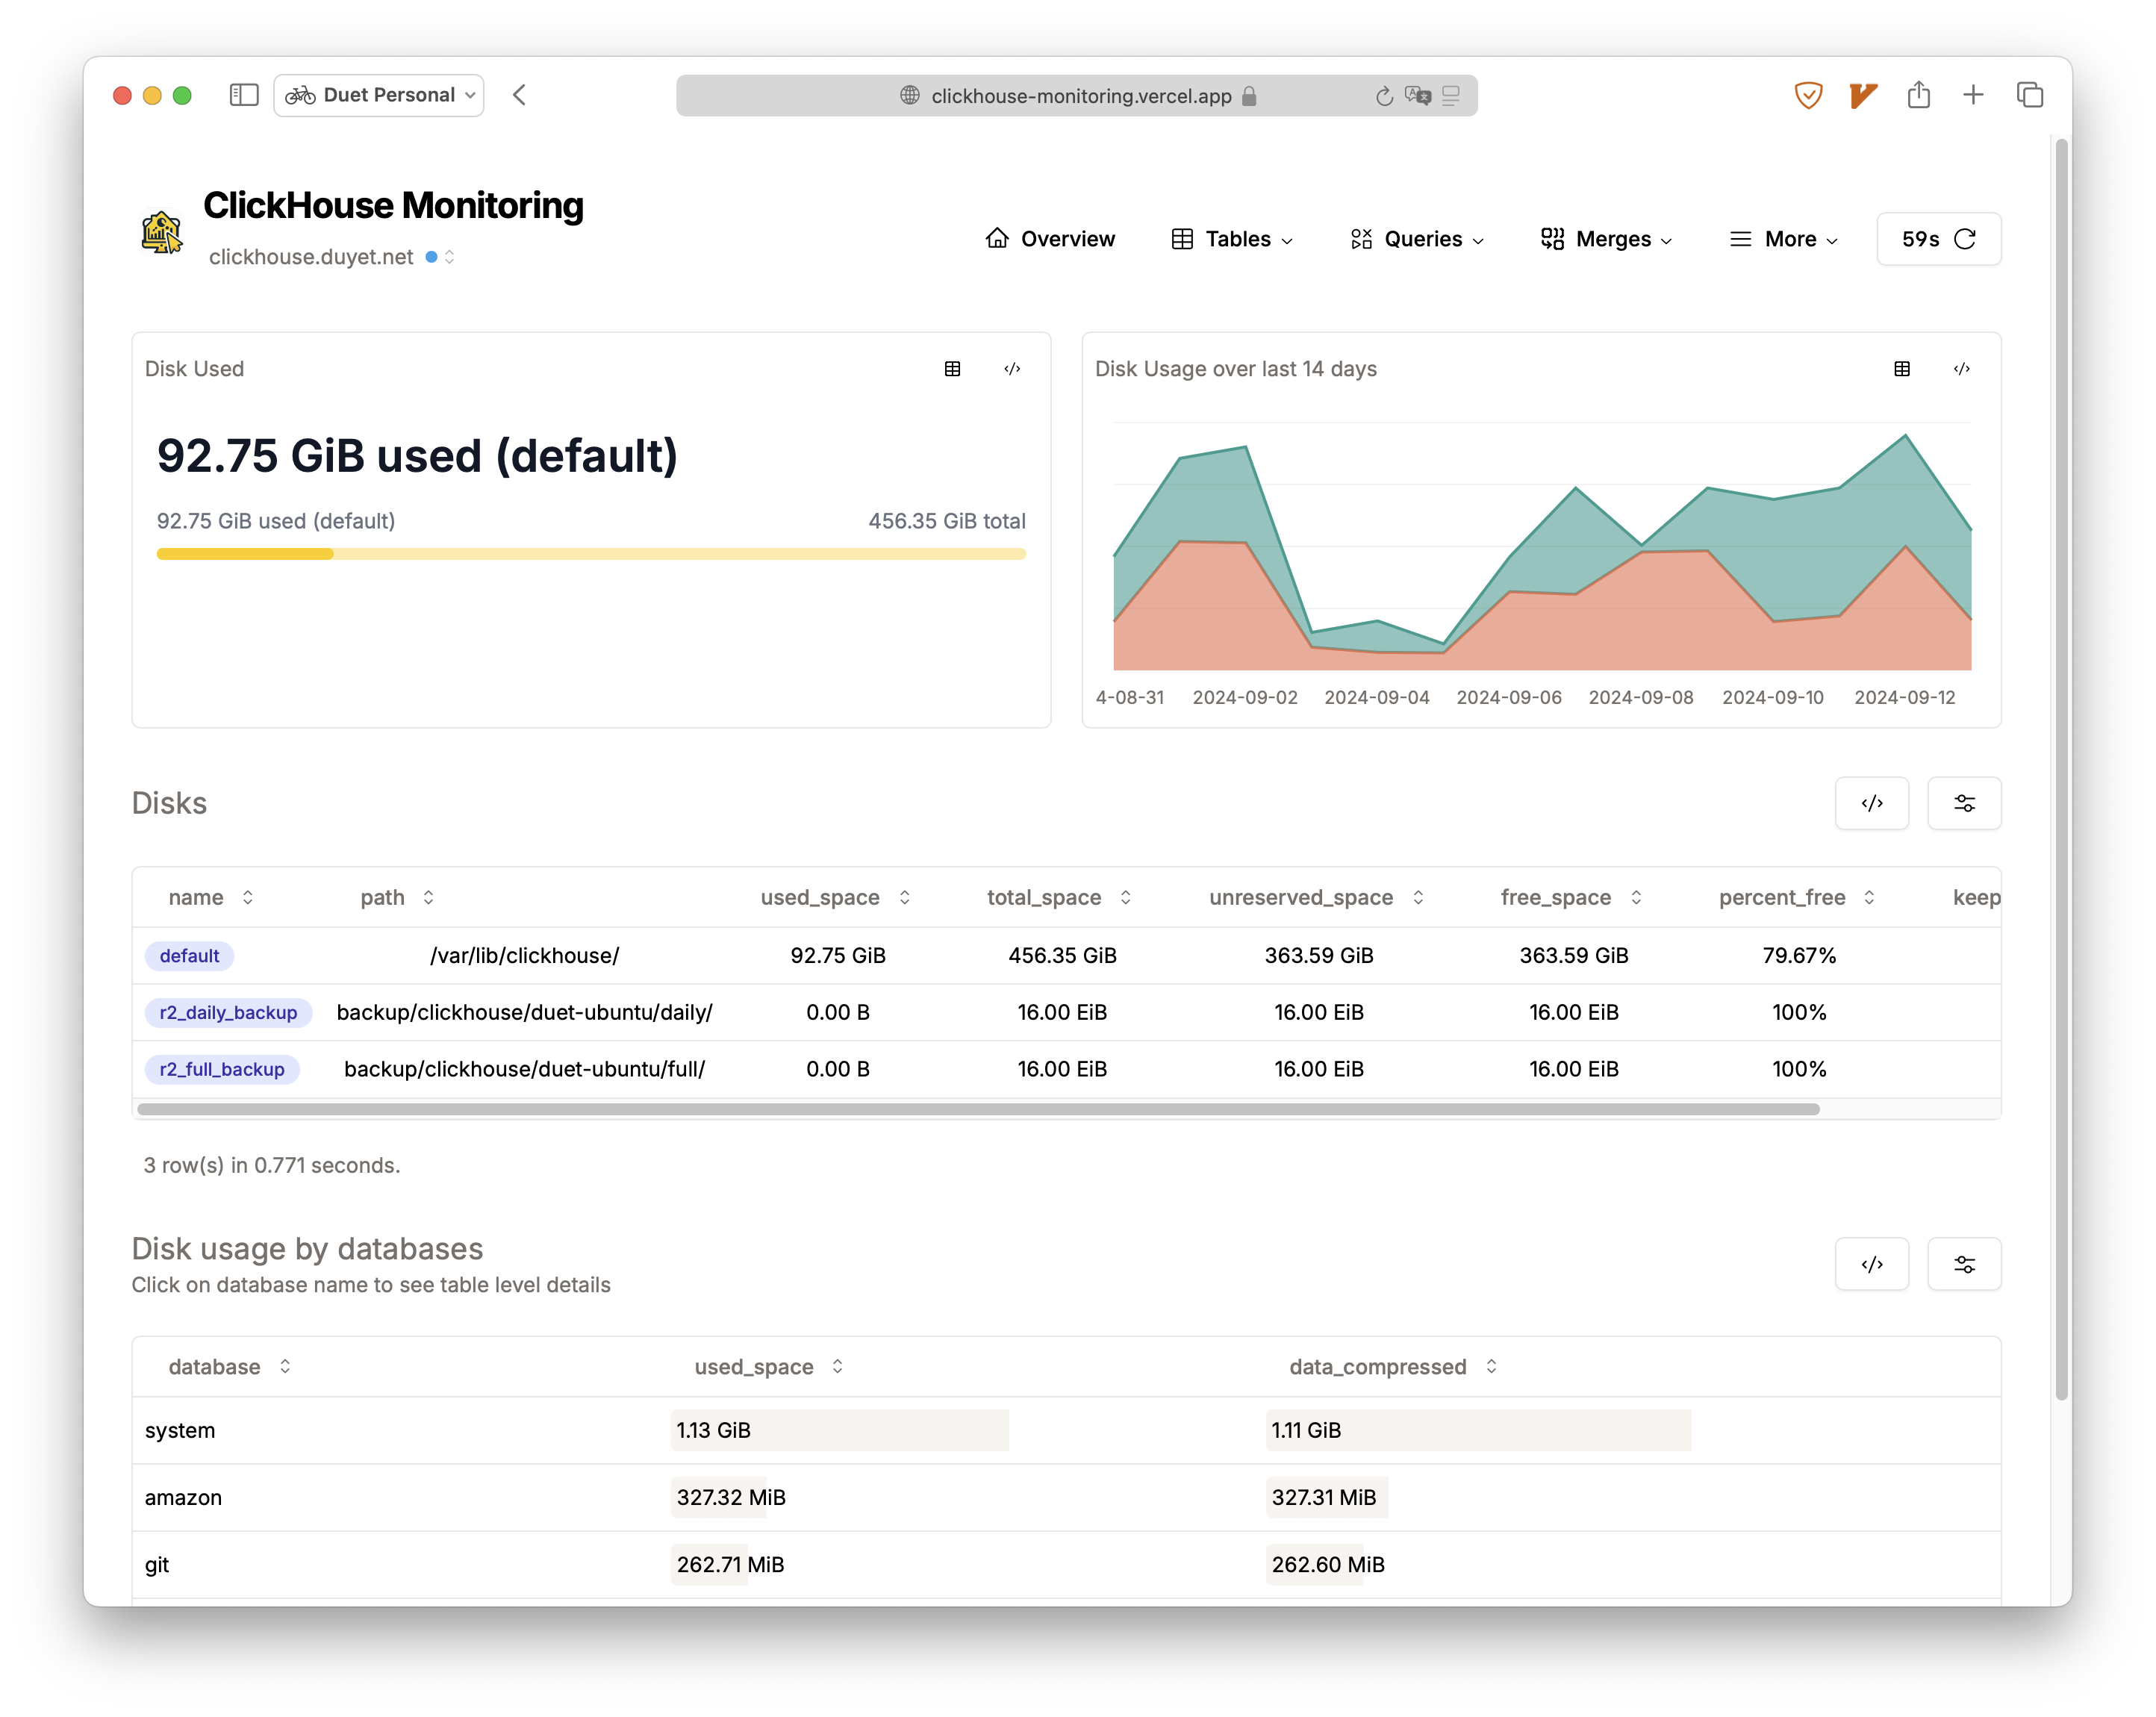 Duet Personal
clickhouse-monitoring.vercel.app
ClickHouse Monitoring
clickhouse.duyet.net
Overview
Tables
Queries
Merges
More
59s
Disk Used
92.75 GiB used (default)
92.75 GiB used (default)
456.35 GiB total
Disk Usage over last 14 days
4-08-31 2024-09-02 2024-09-04 2024-09-06 2024-09-08 2024-09-10 2024-09-12
Disks
name path used_space total_space unreserved_space free_space percent_free keep
default /var/lib/clickhouse/ 92.75 GiB 456.35 GiB 363.59 GiB 363.59 GiB 79.67%
r2_daily_backup backup/clickhouse/duet-ubuntu/daily/ 0.00 B 16.00 EiB 16.00 EiB 16.00 EiB 100%
r2_full_backup backup/clickhouse/duet-ubuntu/full/ 0.00 B 16.00 EiB 16.00 EiB 16.00 EiB 100%
3 row(s) in 0.771 seconds.
Disk usage by databases
Click on database name to see table level details
database used_space data_compressed
system 1.13 GiB 1.11 GiB
amazon 327.32 MiB 327.31 MiB
git 262.71 MiB 262.60 MiB